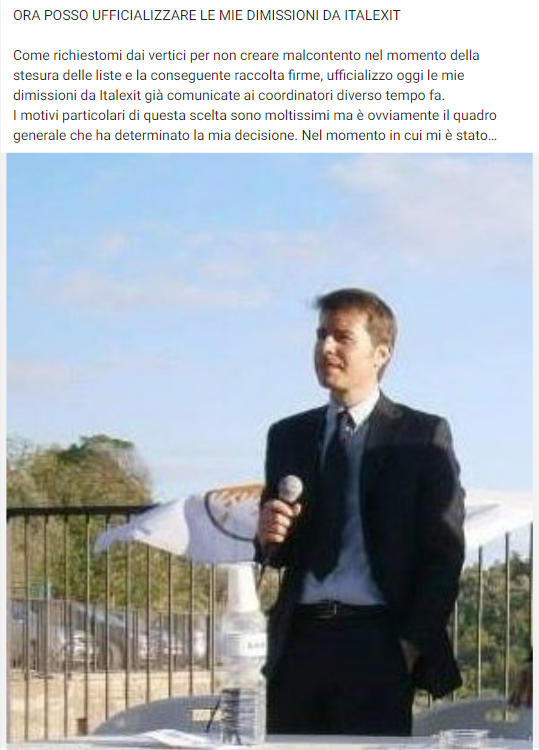 ORA POSSO UFFICIALIZZARE LE MIE DIMISSIONI DA ITALEXIT
Come richiestomi dai vertici per non creare malcontento nel momento della
stesura delle liste e la conseguente raccolta firme, ufficializzo oggi le mie
dimissioni da Italexit già comunicate ai coordinatori diverso tempo fa.
I motivi particolari di questa scelta sono moltissimi ma è ovviamente il quadro
generale che ha determinato la mia decisione. Nel momento in cui mi è stato...